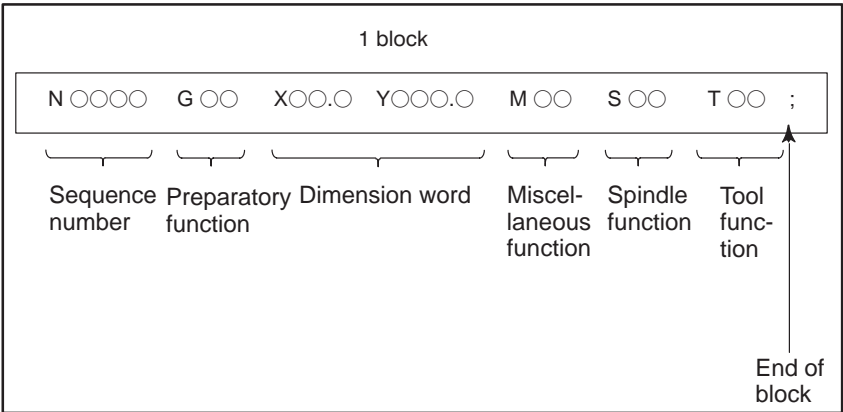 1 block
N ○○○○ G ○○ X○○.○ Y○○○.○ M ○○ S ○○ T ○○ ;
Sequence number
Preparatory function
Dimension word
Miscel-
laneous
function
Spindle
function
Tool
func-
tion
End of
block